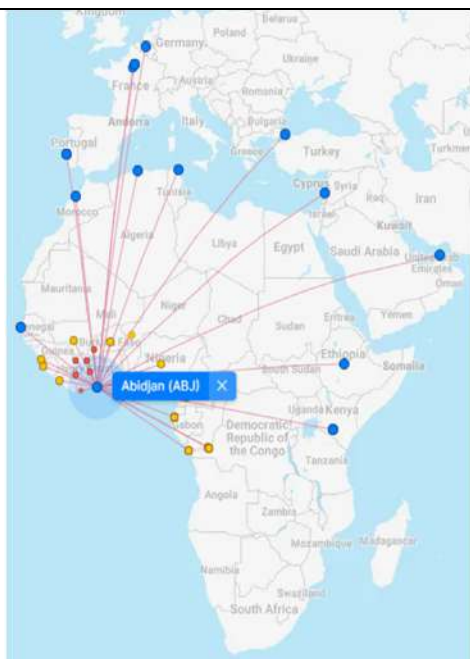 Kingdom
Belarus
Poland
Germany
Ukraine
France
Austria
Romania
Andorra
Italy
Bulgaria
Portugal
Greece
Turkey
Turkmen
Tunisia
Cyprus
Syria
Morocco
Israel
Iraq
Iran
Algeria
Kuwait
Libya
Egypt
Saudi Arabia
United Arab
Emirates
Oman
Mauritania
Mali
Niger
Chad
Sudan
Eritrea
Yemen
Senegal
Burkina Faso
Guinea
Nigeria
Ethiopia
South Sudan
Somalia
Abidjan (ABJ) ×
Uganda
Kenya
Gabon
Democratic
Republic of
the Congo
Tanzania
Angola
Zambia
Mozambique
Madagascar
Namibia
Swaziland
South Africa